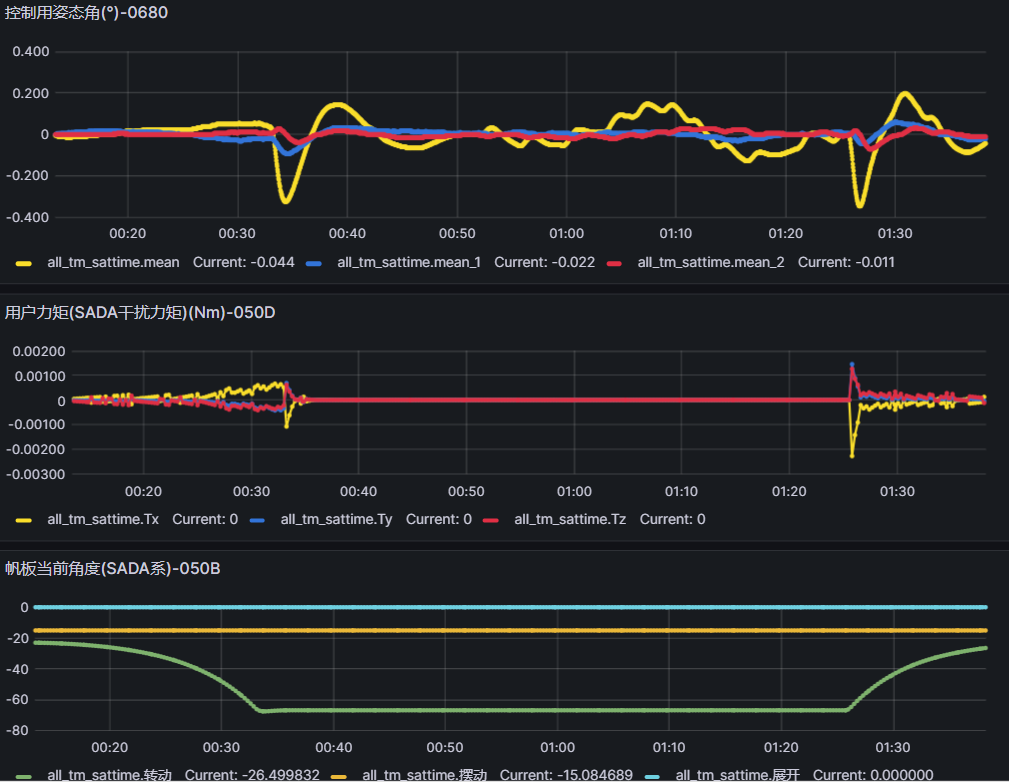 控制用姿态角(°)-0680
0.400
0.200
0
-0.200
-0.400
00:20 00:30 00:40 00:50 01:00 01:10 01:20 01:30
all_tm_sattime.mean Current: -0.044 all_tm_sattime.mean_1 Current: -0.022 all_tm_sattime.mean_2 Current: -0.011
用户力矩(SADA干扰力矩)(Nm)-050D
0.00200
0.00100
0
-0.00100
-0.00200
-0.00300
00:20 00:30 00:40 00:50 01:00 01:10 01:20 01:30
all_tm_sattime.Tx Current: 0 all_tm_sattime.Ty Current: 0 all_tm_sattime.Tz Current: 0
帆板当前角度(SADA系)-050B
0
-20
-40
-60
-80
00:20 00:30 00:40 00:50 01:00 01:10 01:20 01:30
all_tm_sattime.转动 Current: -26.499832 all_tm_sattime.摆动 Current: -15.084689 all_tm_sattime.展开 Current: 0.000000